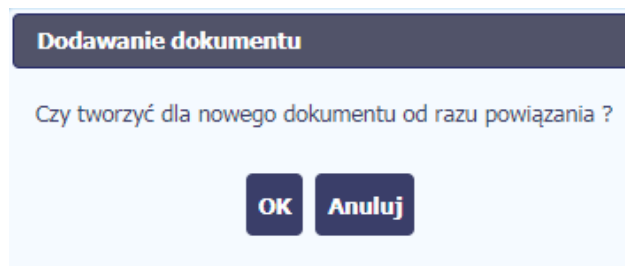 Dodawanie dokumentu
Czy tworzyć dla nowego dokumentu od razu powiązania ?
OK Anuluj